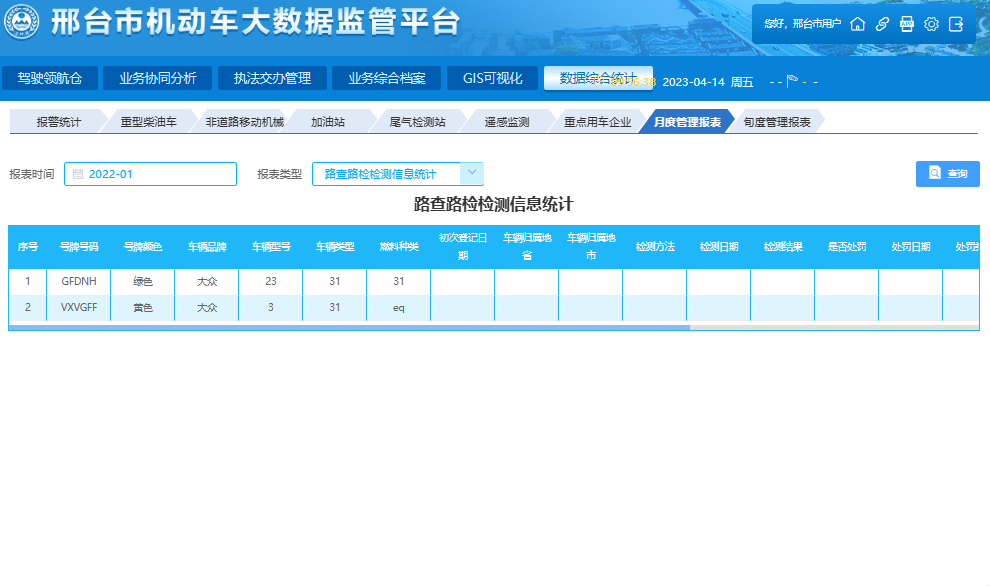 邢台市机动车大数据监管平台
您好，邢台市用户
驾驶领航仓 业务协同分析 执法交办管理 业务综合档案 GIS可视化 数据综合统计 2023-04-14 周五 - - - -
报警统计 重型柴油车 非道路移动机械 加油站 尾气检测站 遥感监测 重点用车企业 月度管理报表 旬度管理报表
报表时间 2022-01 报表类型 路查路检检测信息统计 查询
路查路检检测信息统计
序号 号牌号码 号牌颜色 车辆品牌 车辆型号 车辆类型 燃料种类 初次登记日期 车辆归属地省 车辆归属地市 检测方法 检测日期 检测结果 是否处罚 处罚日期 处罚
1 GFDNH 绿色 大众 23 31 31
2 VXVGFF 黄色 大众 3 31 eq